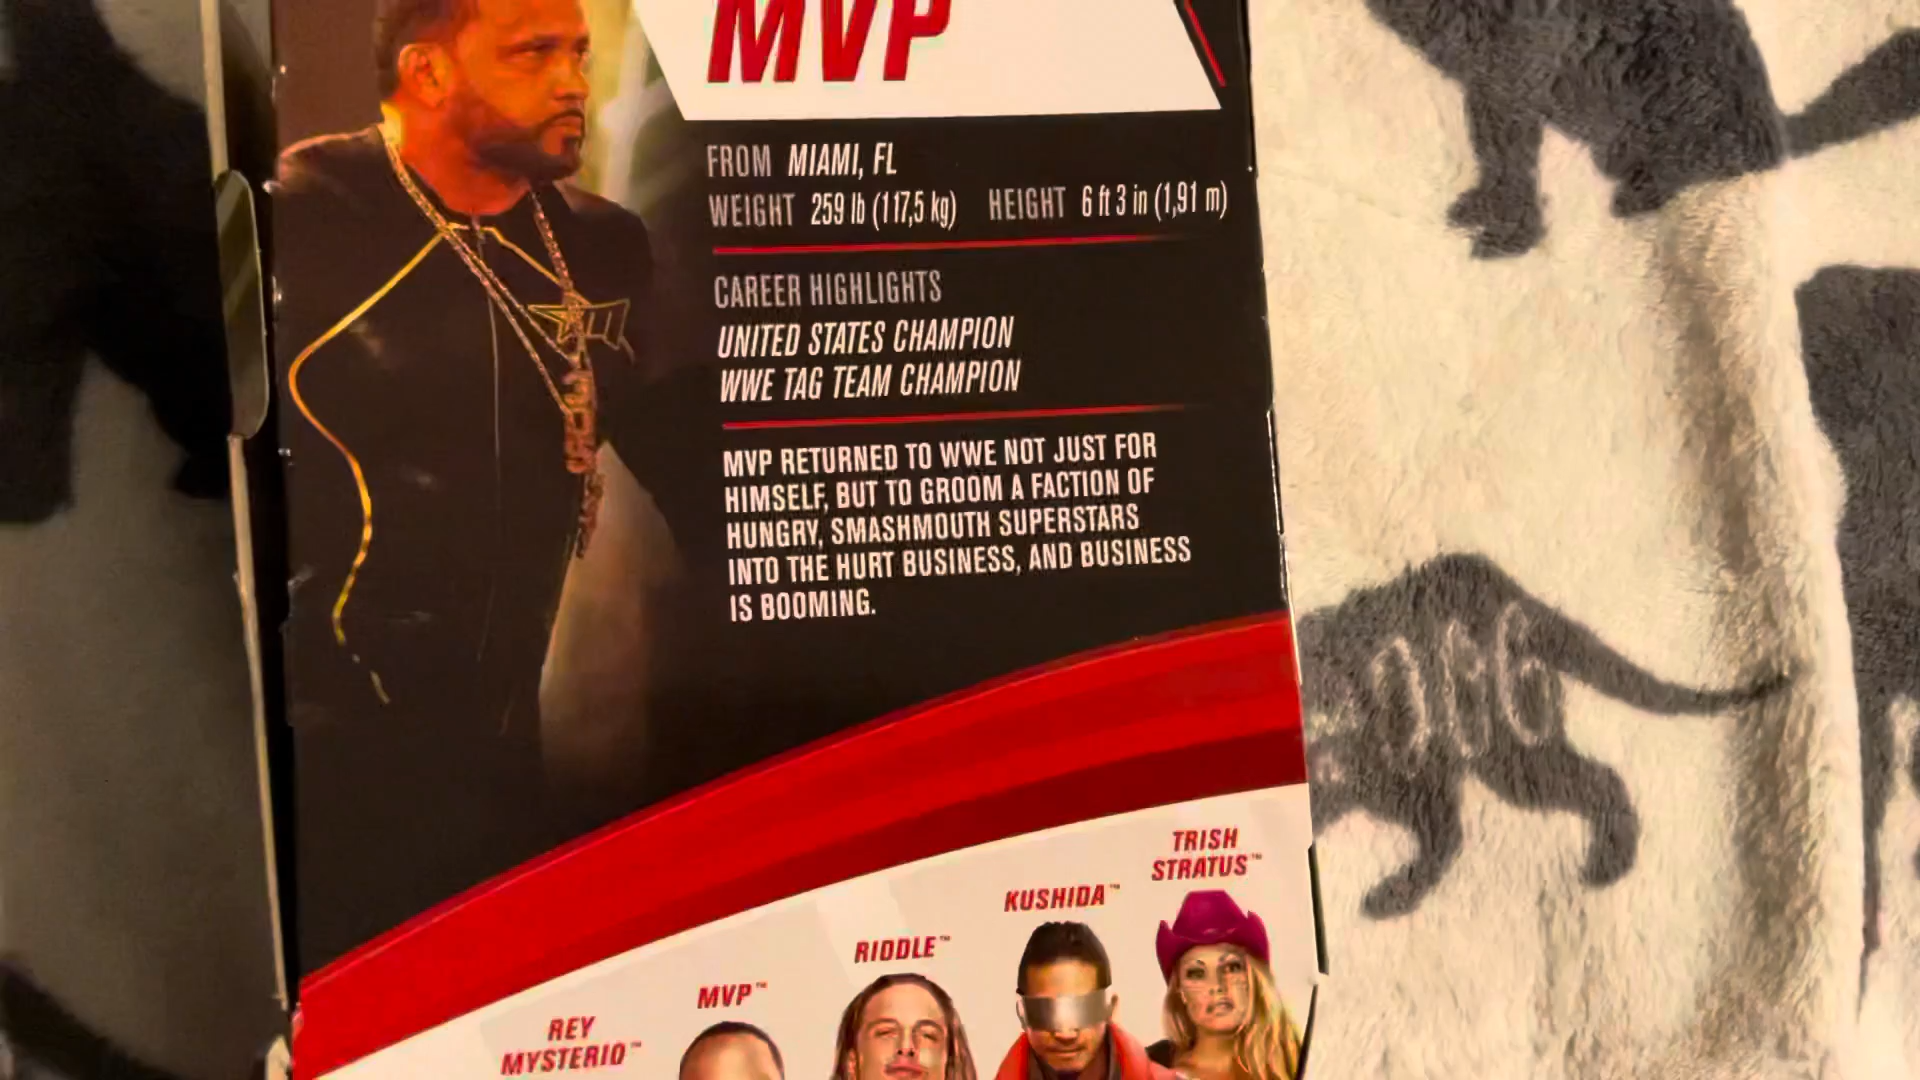 MVP
FROM MIAMI, FL
WEIGHT 259 lb (117,5 kg) HEIGHT 6 ft 3 in (1,91 m)
CAREER HIGHLIGHTS
UNITED STATES CHAMPION
WWE TAG TEAM CHAMPION
MVP RETURNED TO WWE NOT JUST FOR
HIMSELF, BUT TO GROOM A FACTION OF
HUNGRY, SMASHMOUTH SUPERSTARS
INTO THE HURT BUSINESS, AND BUSINESS
IS BOOMING.
TRISH
STRATUS™
KUSHIDA™
RIDDLE™
MVP™
REY
MYSTERIO™